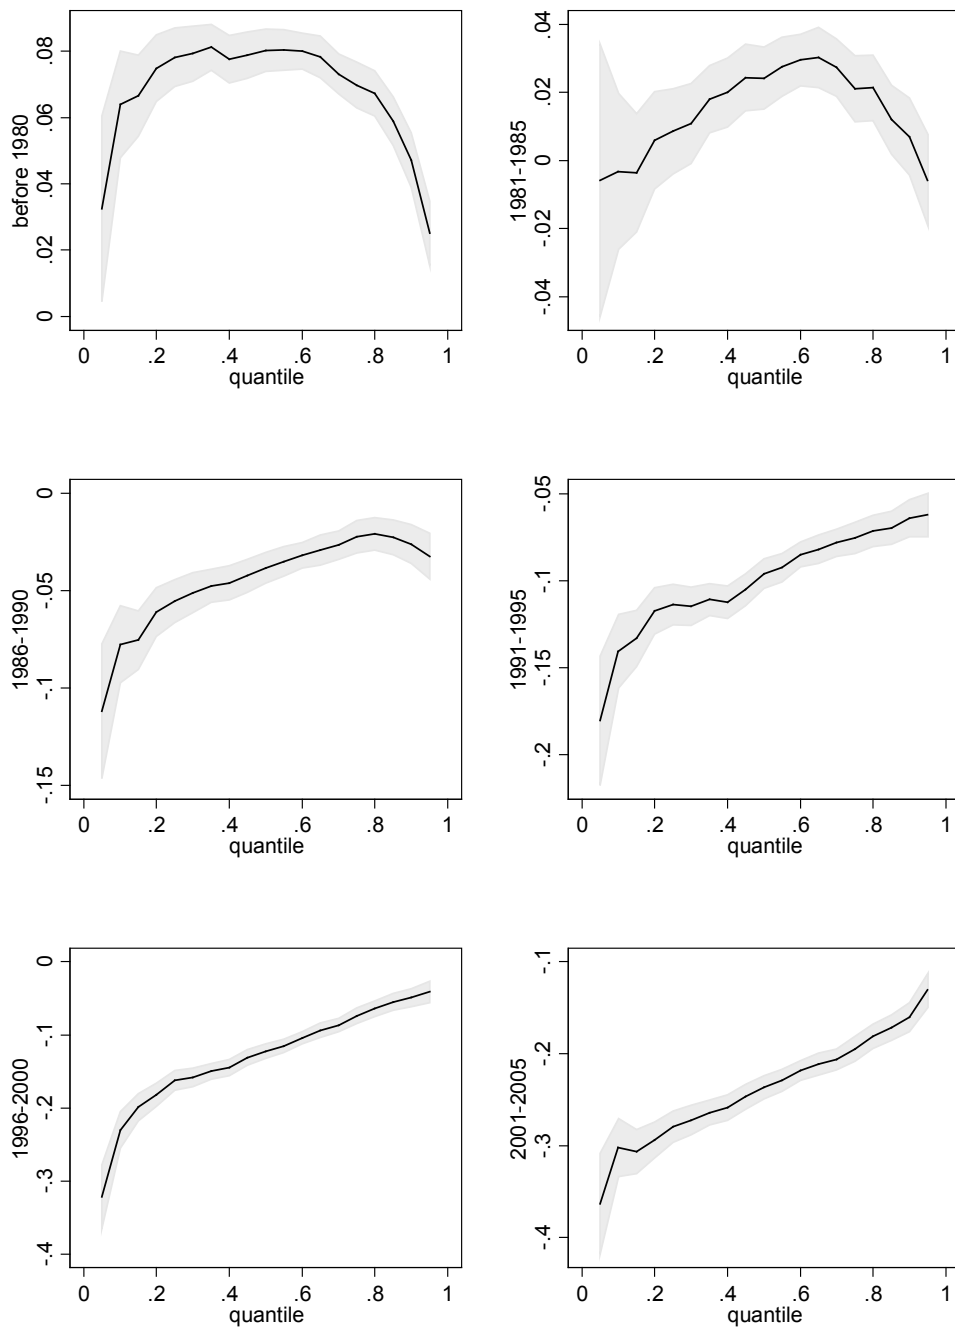 before 1980
.08
.06
.04
.02
0
0 .2 .4 .6 .8 1
quantile
1981-1985
.04
.02
0
-.02
-.04
0 .2 .4 .6 .8 1
quantile
1986-1990
0
-.05
-.1
-.15
0 .2 .4 .6 .8 1
quantile
1991-1995
-.05
-.1
-.15
-.2
0 .2 .4 .6 .8 1
quantile
1996-2000
0
-.1
-.2
-.3
-.4
0 .2 .4 .6 .8 1
quantile
2001-2005
-.1
-.2
-.3
-.4
0 .2 .4 .6 .8 1
quantile